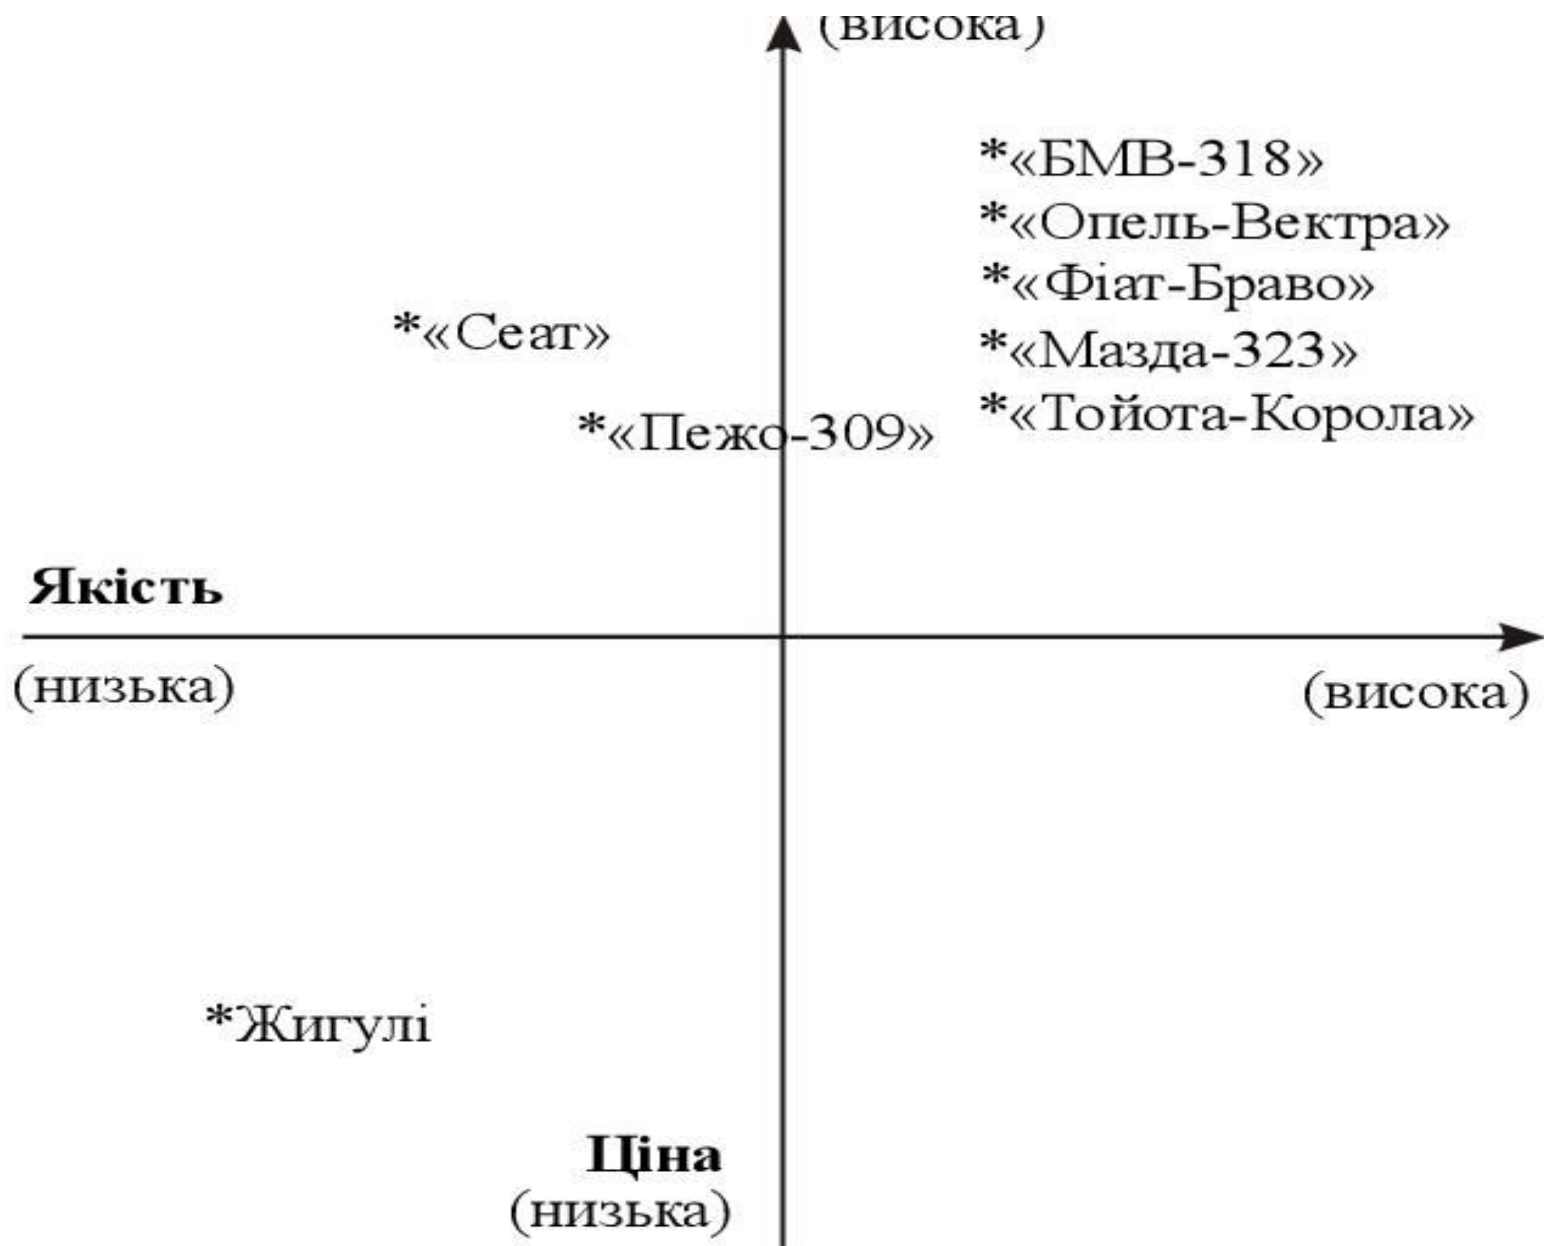 (висока)
*«БМВ-318»
*«Опель-Вектра»
*«Фіат-Браво»
*«Сеат»
*«Мазда-323»
*«Тойота-Корола»
*«Пежо-309»
Якість
(низька)
(висока)
*Жигулі
Ціна
(низька)